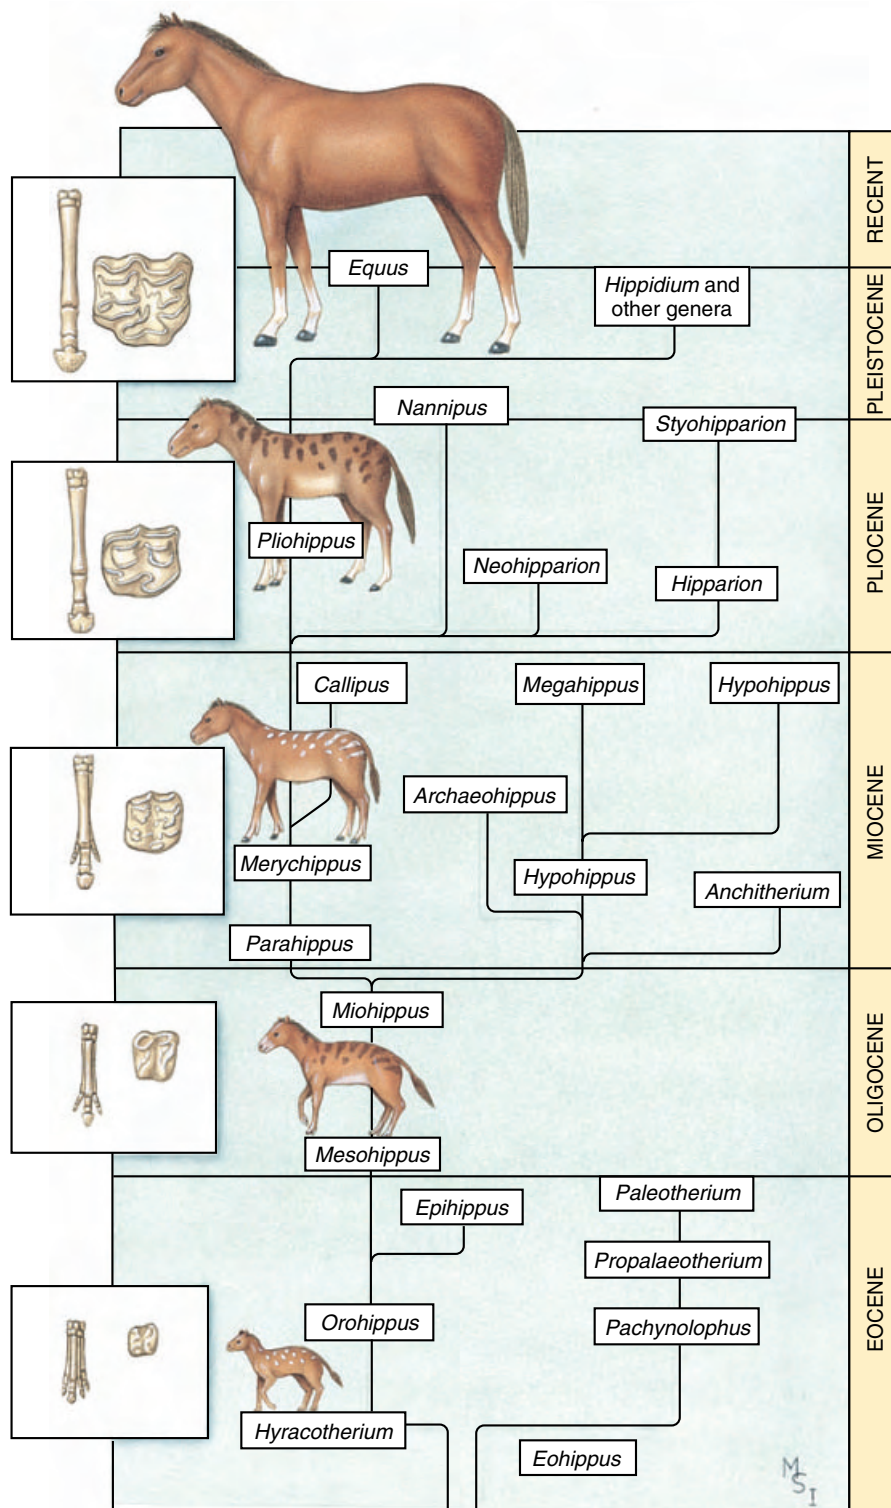 RECENT
Equus
Hippidium and
other genera
PLEISTOCENE
Nannipus
Styohipparion
Pliohippus
Neohipparion
Hipparion
PLIOCENE
Callipus
Megahippus
Hypohippus
Archaeohippus
Merychippus
Hypohippus
Anchitherium
Parahippus
MIOCENE
Miohippus
Mesohippus
OLIGOCENE
Paleotherium
Epihippus
Propalaeotherium
Orohippus
Pachynolophus
Hyracotherium
Eohippus
EOCENE
MSI